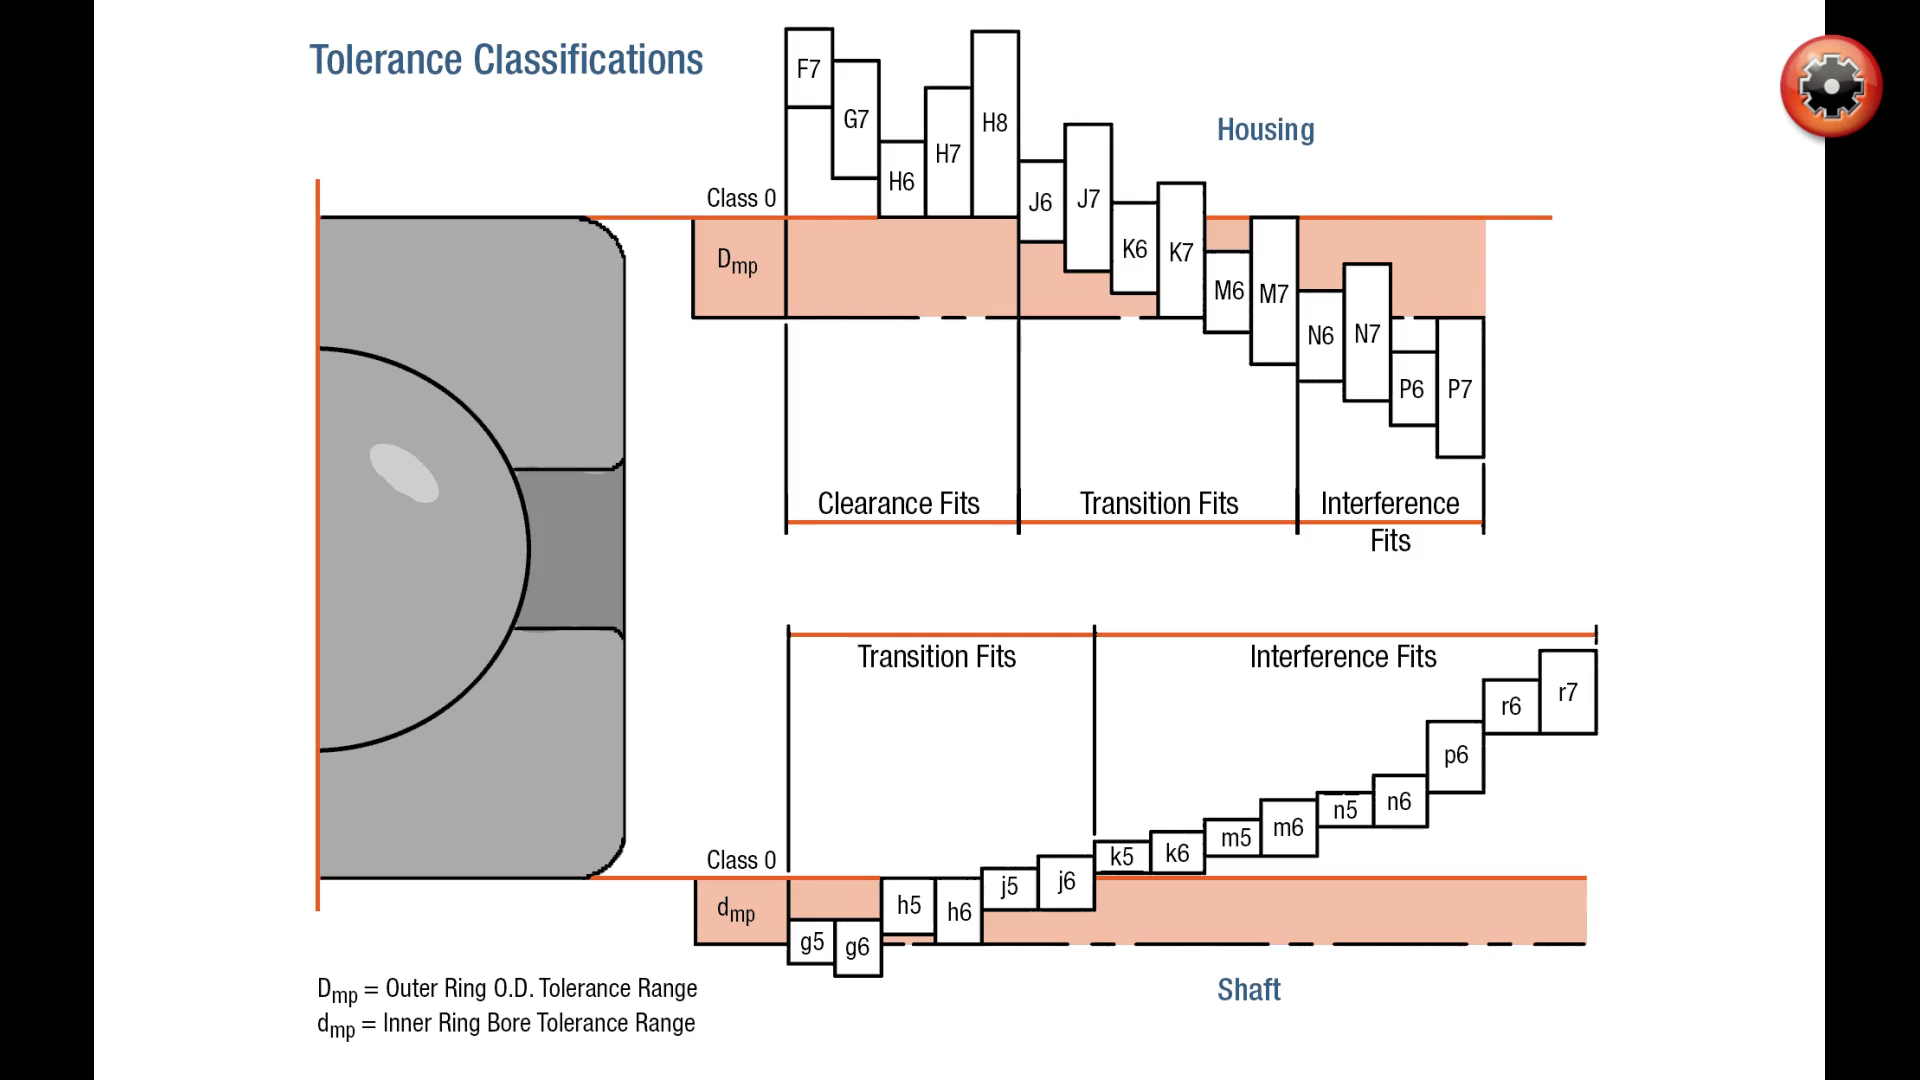 Tolerance Classifications
F7
G7
H6
H7
H8
J6
J7
K6
K7
M6
M7
N6
N7
P6
P7
Housing
Class 0
Dmp
Clearance Fits
Transition Fits
Interference
Fits
Transition Fits
Interference Fits
Class 0
dmp
g5
g6
h5
h6
j5
j6
k5
k6
m5
m6
n5
n6
p6
r6
r7
Shaft
Dmp = Outer Ring O.D. Tolerance Range
dmp = Inner Ring Bore Tolerance Range